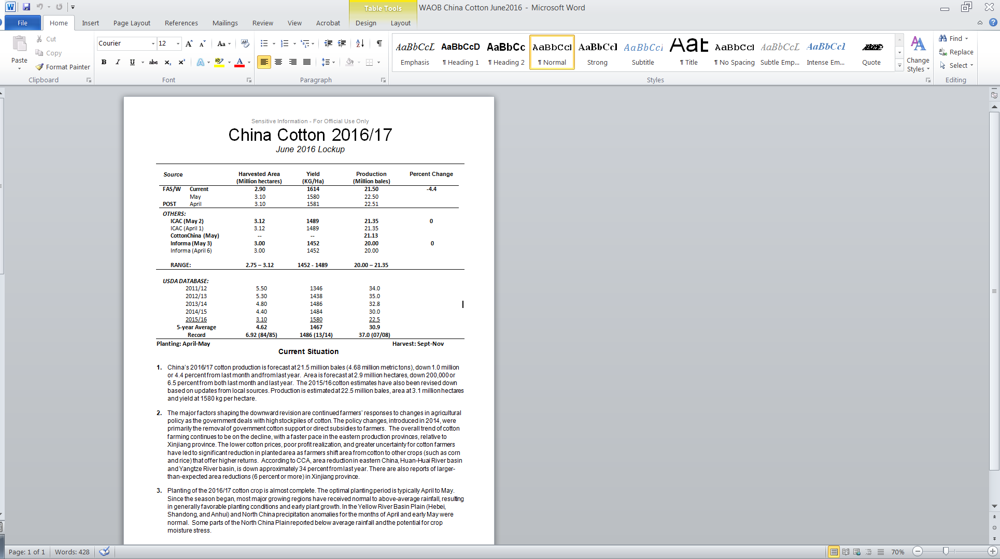 Table Tools
WAOB China Cotton June2016 - Microsoft Word
File Home Insert Page Layout References Mailings Review View Acrobat Design Layout
Paste
Cut
Copy
Format Painter
Clipboard
Courier 12
Font
Paragraph
AaBbCcL AaBbCcD AaBbCc AaBbCcI AaBbCcI AaBbCcI Aab AaBbCcI AaBbCcL AaBbCcI
Emphasis ¶ Heading 1 ¶ Heading 2 ¶ Normal Strong Subtitle ¶ Title ¶ No Spacing Subtle Emp... Intense Em... Quote
Styles
Change Styles
Find
Replace
Select
Editing
Sensitive Information - For Official Use Only
China Cotton 2016/17
June 2016 Lockup
Source Harvested Area Yield Production Percent Change
(Million hectares) (KG/Ha) (Million bales)
FAS/W Current 2.90 1614 21.50 -4.4
May 3.10 1580 22.50
POST April 3.10 1581 22.51
OTHERS:
ICAC (May 2) 3.12 1489 21.35 0
ICAC (April 1) 3.12 1489 21.35
CottonChina (May) -- -- 21.13
Informa (May 3) 3.00 1452 20.00 0
Informa (April 6) 3.00 1452 20.00
RANGE: 2.75 – 3.12 1452 - 1489 20.00 – 21.35
USDA DATABASE:
2011/12 5.50 1346 34.0
2012/13 5.30 1438 35.0
2013/14 4.80 1486 32.8
2014/15 4.40 1484 30.0
2015/16 3.10 1580 22.5
5-year Average 4.62 1467 30.9
Record 6.92 (84/85) 1486 (13/14) 37.0 (07/08)
Planting: April-May Harvest: Sept-Nov
Current Situation
1. China's 2016/17 cotton production is forecast at 21.5 million bales (4.68 million metric tons), down 1.0 million
or 4.4 percent from last month and from last year. Area is forecast at 2.9 million hectares, down 200,000 or
6.5 percent from both last month and last year. The 2015/16 cotton estimates have also been revised down
based on updates from local sources. Production is estimated at 22.5 million bales, area at 3.1 million hectares
and yield at 1580 kg per hectare.
2. The major factors shaping the downward revision are continued farmers' responses to changes in agricultural
policy as the government deals with high stockpiles of cotton. The policy changes, introduced in 2014, were
primarily the removal of government cotton support or direct subsidies to farmers. The overall trend of cotton
farming continues to be on the decline, with a faster pace in the eastern production provinces, relative to
Xinjiang province. The lower cotton prices, poor profit realization, and greater uncertainty for cotton farmers
have led to significant reduction in planted area as farmers shift area from cotton to other crops (such as corn
and rice) that offer higher returns. According to CCA, area reduction in eastern China, Huan-Huai River basin
and Yangtze River basin, is down approximately 34 percent from last year. There are also reports of larger-
than-expected area reductions (6 percent or more) in Xinjiang province.
3. Planting of the 2016/17 cotton crop is almost complete. The optimal planting period is typically April to May.
Since the season began, most major growing regions have received normal to above-average rainfall, resulting
in generally favorable planting conditions and early plant growth. In the Yellow River Basin Plain (Hebei,
Shandong, and Anhui) and North China precipitation anomalies for the months of April and early May were
normal. Some parts of the North China Plain reported below average rainfall and the potential for crop
moisture stress.
Page: 1 of 1 Words: 428 70%